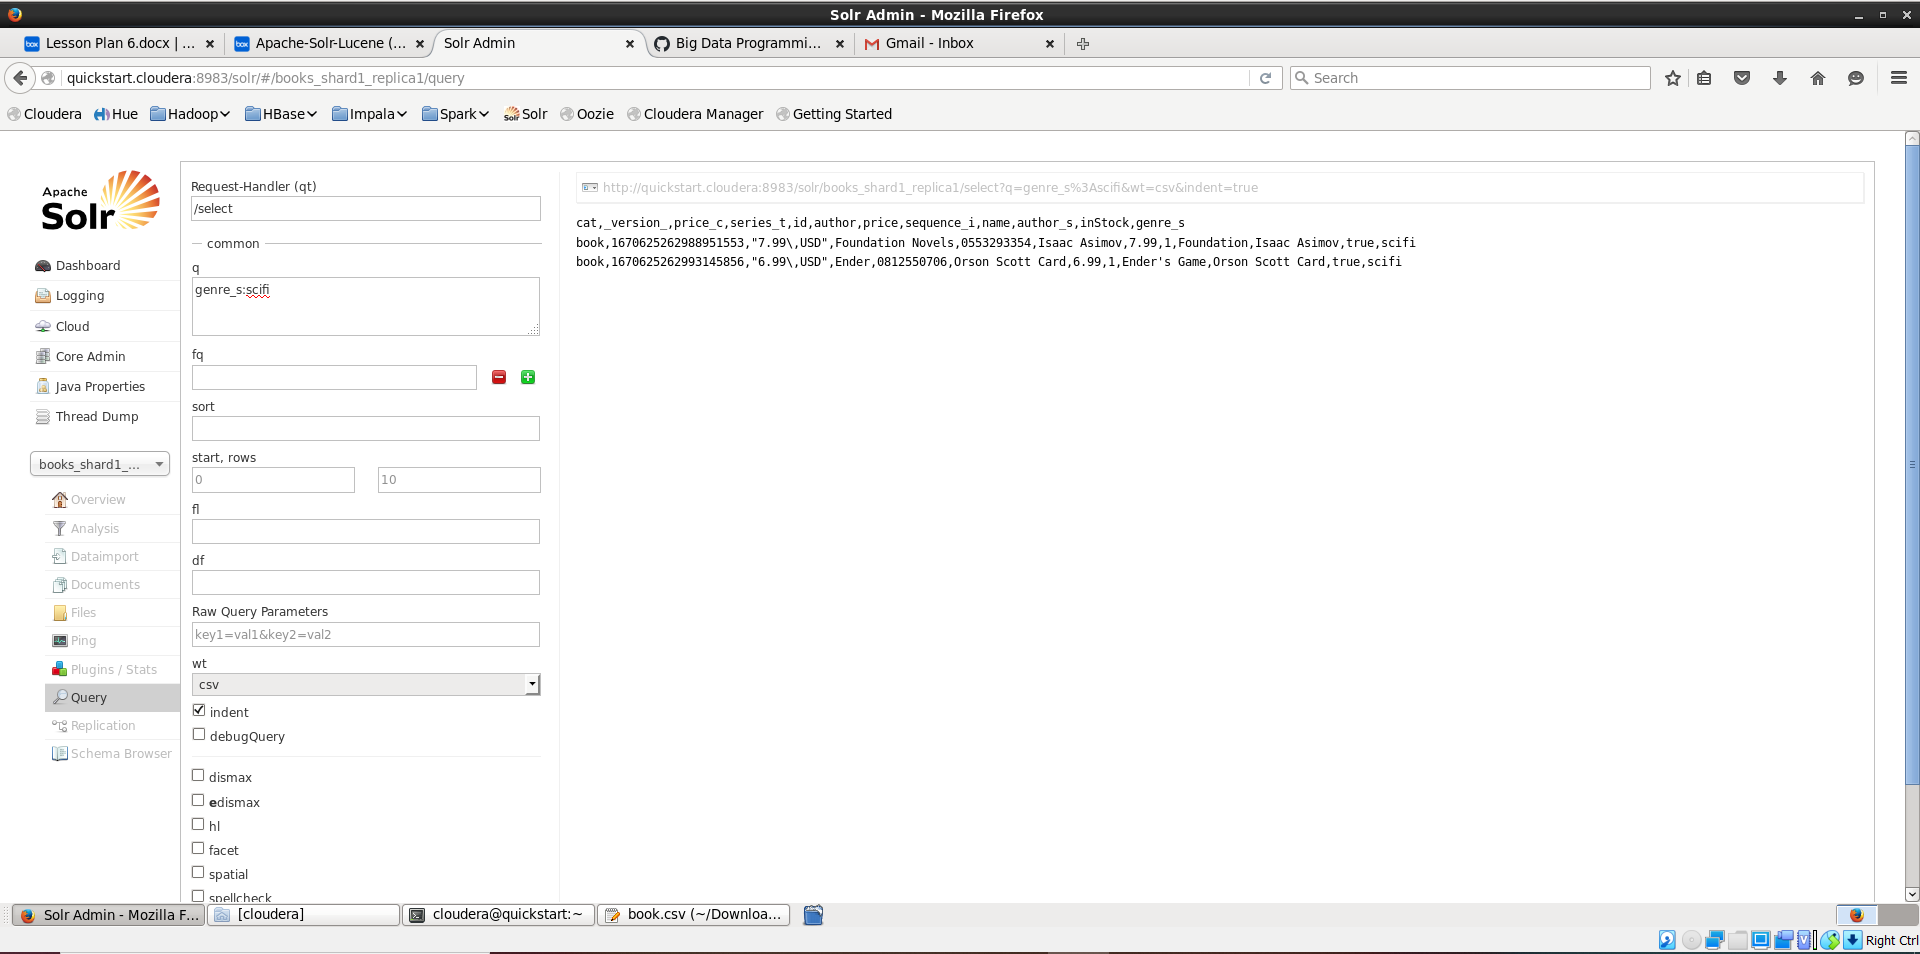 Solr Admin - Mozilla Firefox
Lesson Plan 6.docx | ...
Apache-Solr-Lucene (...
Solr Admin
Big Data Programmi...
Gmail - Inbox
quickstart.cloudera:8983/solr/#/books_shard1_replica1/query
Search
Cloudera
Hue
Hadoop
HBase
Impala
Spark
Solr
Solr
Oozie
Cloudera Manager
Getting Started
Apache
Solr
Dashboard
Logging
Cloud
Core Admin
Java Properties
Thread Dump
books_shard1_...
Overview
Analysis
Dataimport
Documents
Files
Ping
Plugins / Stats
Query
Replication
Schema Browser
Request-Handler (qt)
/select
common
q
genre_s:scifi
fq
sort
start, rows
0
10
fl
df
Raw Query Parameters
key1=val1&key2=val2
wt
csv
indent
debugQuery
dismax
edismax
hl
facet
spatial
spellcheck
http://quickstart.cloudera:8983/solr/books_shard1_replica1/select?q=genre_s%3Ascifi&wt=csv&indent=true
cat,_version_,price_c,series_t,id,author,price,sequence_i,name,author_s,inStock,genre_s
book,1670625262988951553,"7.99\,USD",Foundation Novels,0553293354,Isaac Asimov,7.99,1,Foundation,Isaac Asimov,true,scifi
book,1670625262993145856,"6.99\,USD",Ender,0812550706,Orson Scott Card,6.99,1,Ender's Game,Orson Scott Card,true,scifi
Solr Admin - Mozilla F...
[cloudera]
cloudera@quickstart:~
book.csv (~/Downloa...
Right Ctrl